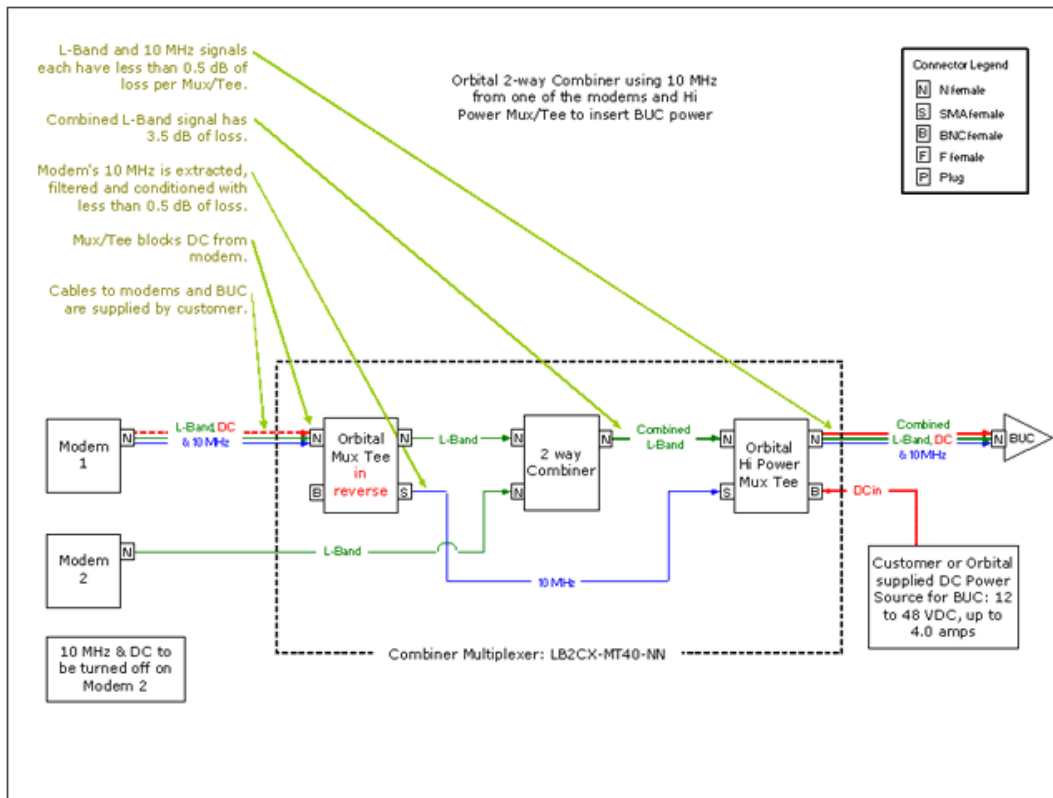 L-Band and 10 MHz signals
each have less than 0.5 dB of
loss per Mux/Tee.
Combined L-Band signal has
3.5 dB of loss.
Modem's 10 MHz is extracted,
filtered and conditioned with
less than 0.5 dB of loss.
Mux/Tee blocks DC from
modem.
Cables to modems and BUC
are supplied by customer.
Orbital 2-way Combiner using 10 MHz
from one of the modems and Hi
Power Mux/Tee to insert BUC power
Connector Legend
N N female
S SMA female
B BNC female
F F female
P Plug
Modem
1
N
L-Band, DC
& 10 MHz
N
Orbital
Mux Tee
in
reverse
N
B
S
L-Band
N
2 way
Combiner
N
N
Combined
L-Band
N
Orbital
Hi Power
Mux Tee
N
S
B
Combined
L-Band, DC
& 10 MHz
N
BUC
DC in
Modem
2
N
L-Band
10 MHz
Customer or Orbital
supplied DC Power
Source for BUC: 12
to 48 VDC, up to
4.0 amps
10 MHz & DC to
be turned off on
Modem 2
Combiner Multiplexer: LB2CX-MT40-NN